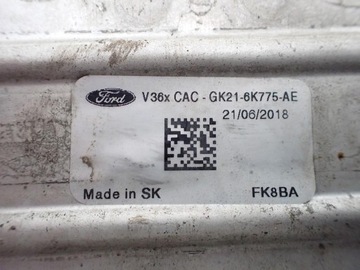 Ford
V36x CAC - GK21-6K775-AE
21/06/2018
Made in SK
FK8BA